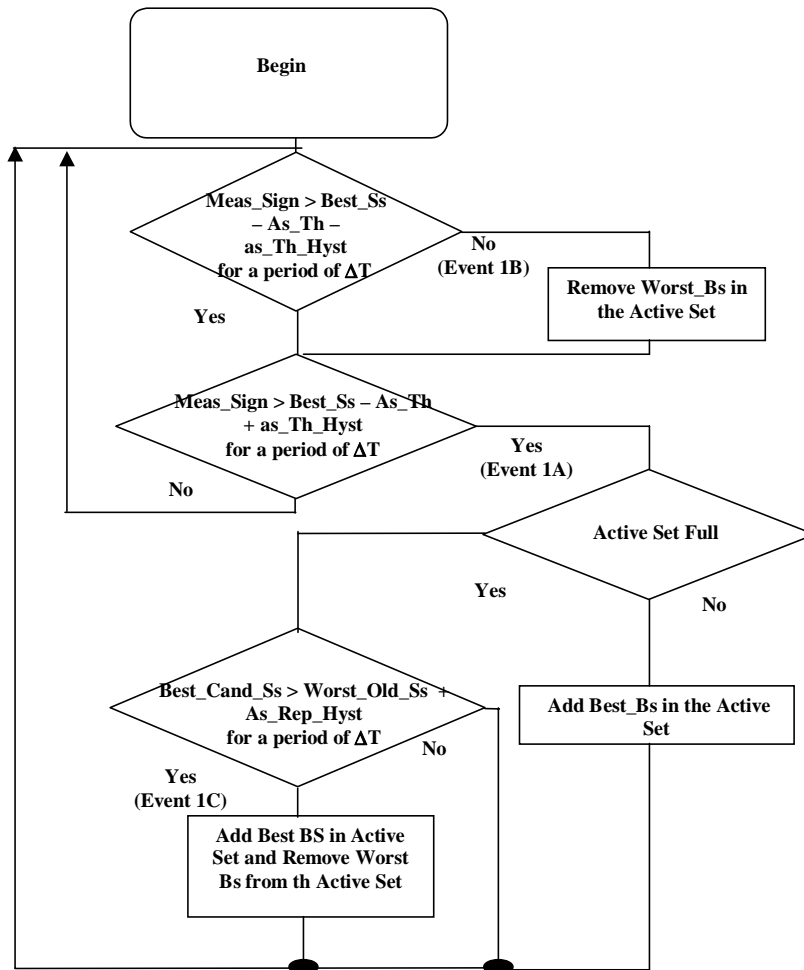 Begin
Meas_Sign > Best_Ss
– As_Th –
as_Th_Hyst
for a period of ΔT
No
(Event 1B)
Remove Worst_Bs in
the Active Set
Yes
Meas_Sign > Best_Ss – As_Th
+ as_Th_Hyst
for a period of ΔT
Yes
(Event 1A)
No
Active Set Full
Yes
No
Best_Cand_Ss > Worst_Old_Ss +
As_Rep_Hyst
for a period of ΔT
No
Add Best_Bs in the Active
Set
Yes
(Event 1C)
Add Best BS in Active
Set and Remove Worst
Bs from th Active Set